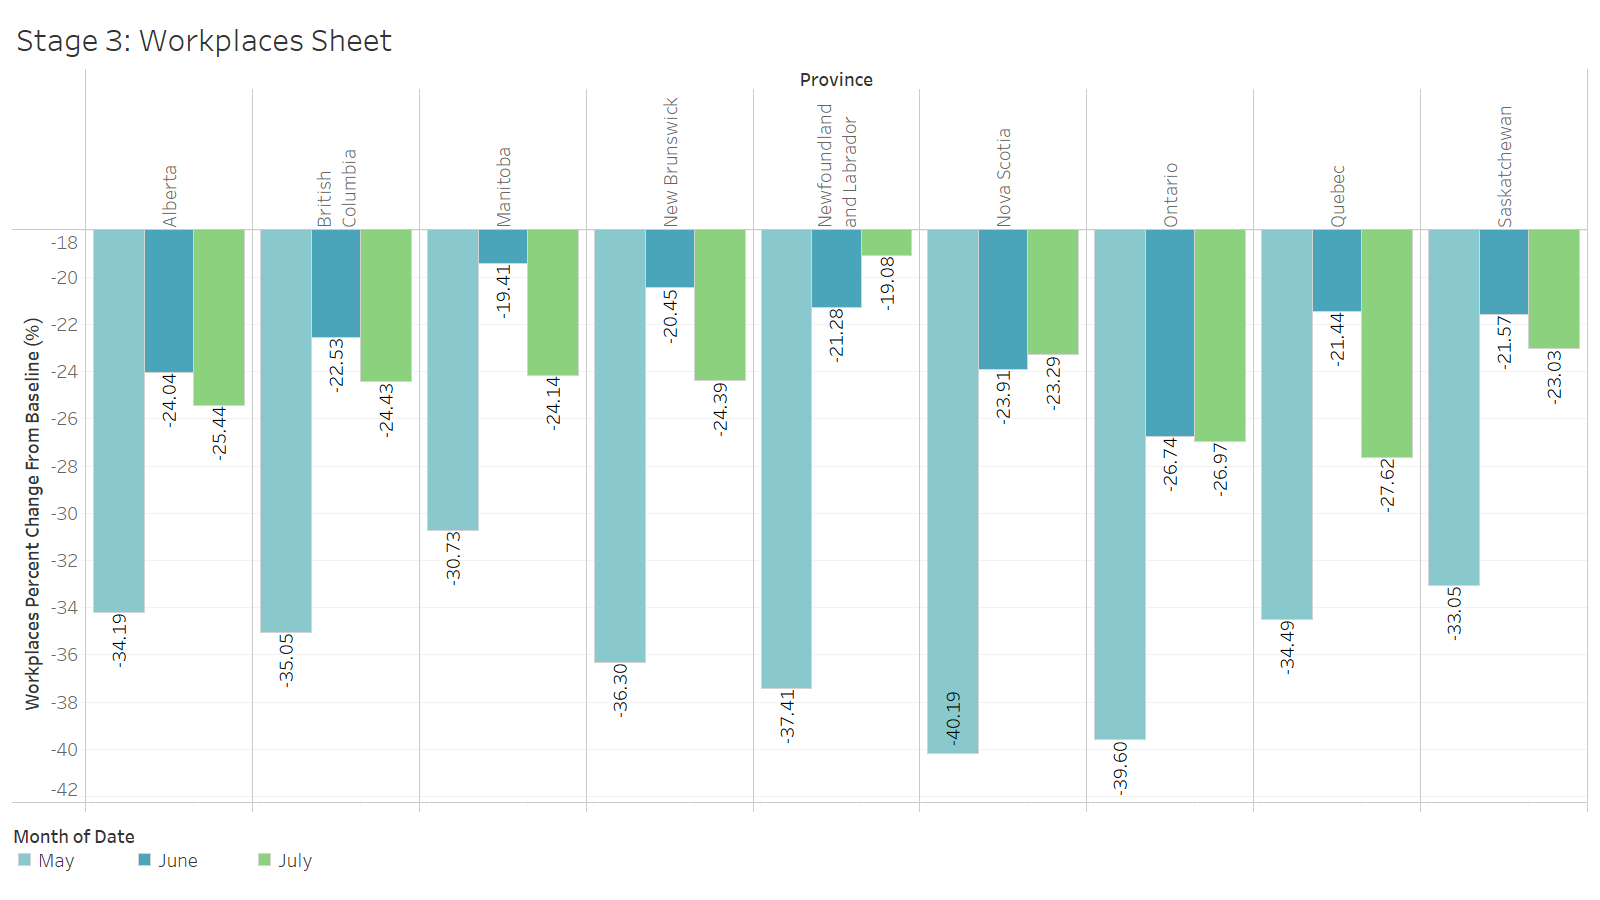 Stage 3: Workplaces Sheet
Province
Alberta
British
Columbia
Manitoba
New Brunswick
Newfoundland
and Labrador
Nova Scotia
Ontario
Quebec
Saskatchewan
Workplaces Percent Change From Baseline (%)
-18
-20
-22
-24
-26
-28
-30
-32
-34
-36
-38
-40
-42
-34.19
-24.04
-25.44
-35.05
-22.53
-24.43
-30.73
-19.41
-24.14
-36.30
-20.45
-24.39
-37.41
-21.28
-19.08
-40.19
-23.91
-23.29
-39.60
-26.74
-26.97
-34.49
-21.44
-27.62
-33.05
-21.57
-23.03
Month of Date
May
June
July